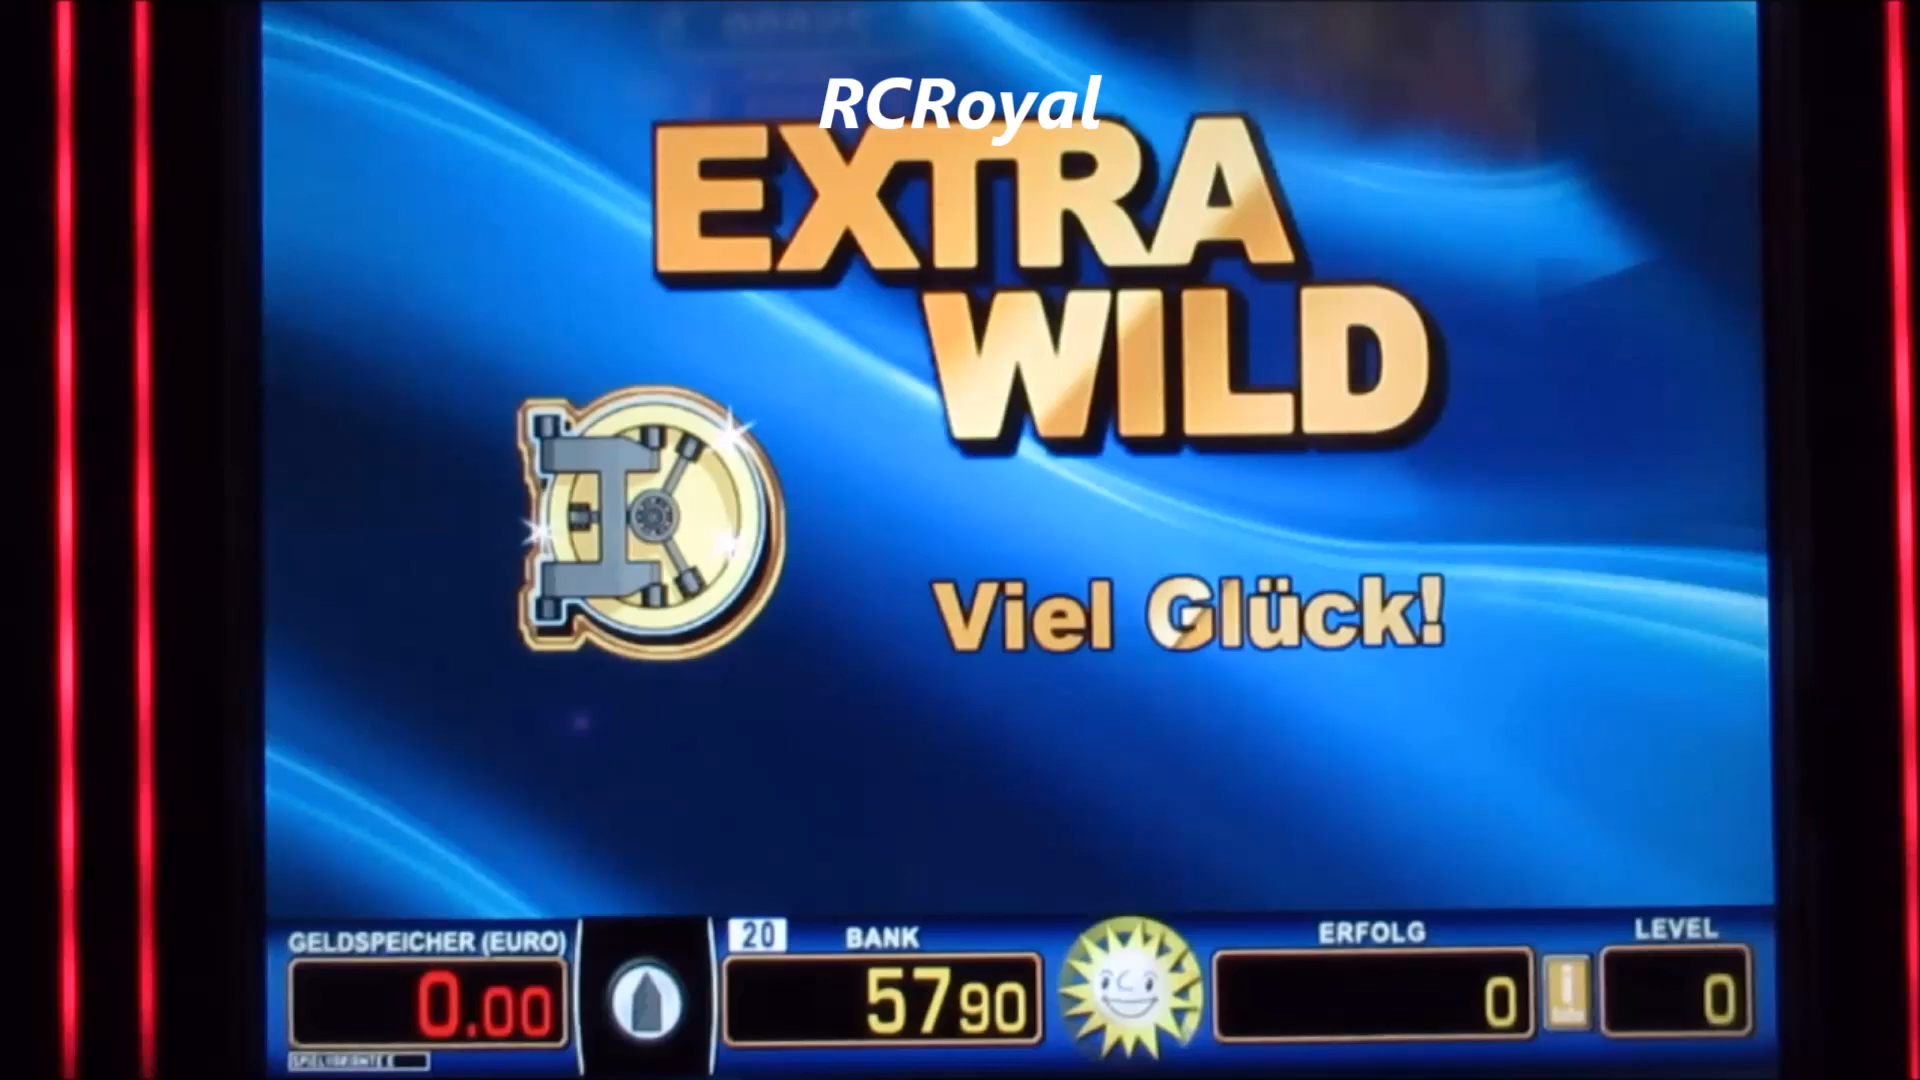 RCRoyal
EXTRA
WILD
Viel Glück!
GELDSPEICHER (EURO)
0.00
20
BANK
5790
ERFOLG
0
i
LEVEL
0